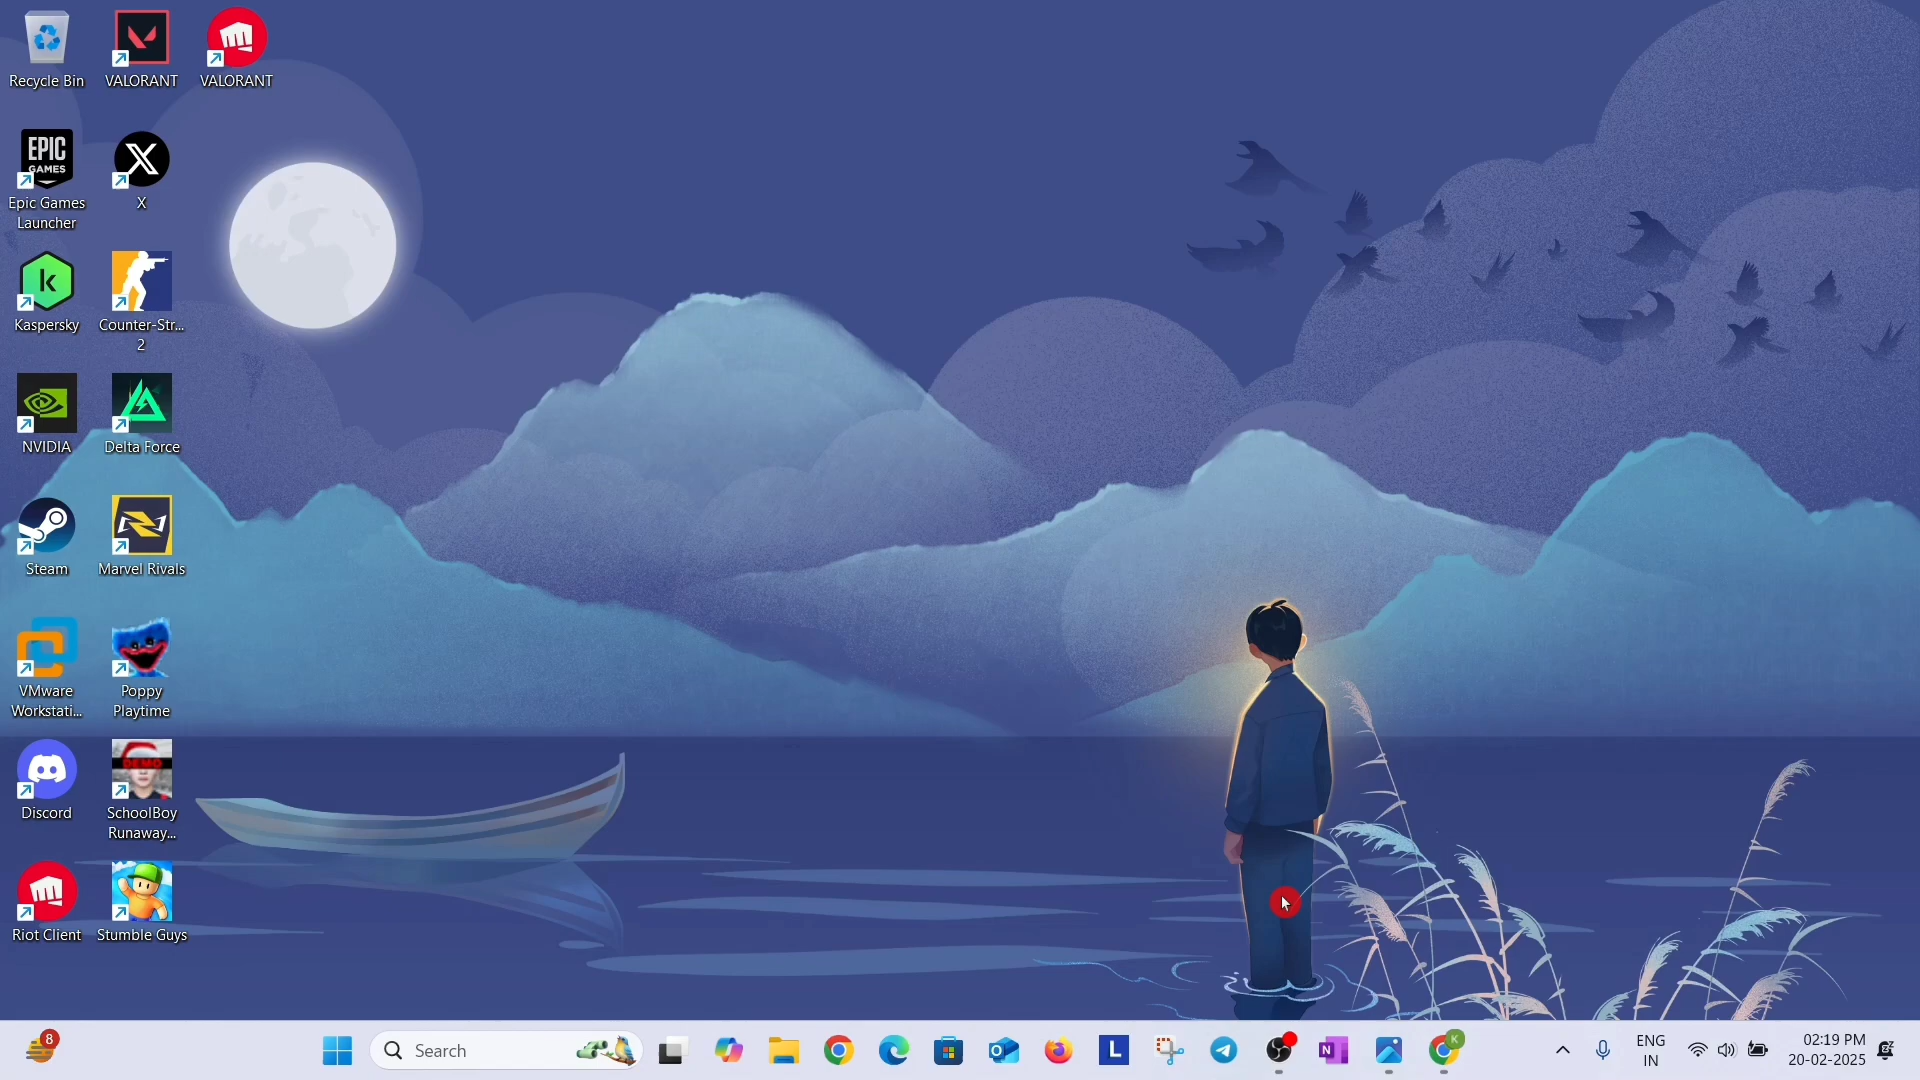 Recycle Bin
VALORANT
VALORANT
EPIC
GAMES
Epic Games
Launcher
X
k
Kaspersky
Counter-Str...
2
NVIDIA
Delta Force
Steam
Marvel Rivals
VMware
Workstati...
Poppy
Playtime
Discord
DEMO
SchoolBoy
Runaway...
Riot Client
Stumble Guys
8
Search
L
N
K
ENG
IN
02:19 PM
20-02-2025